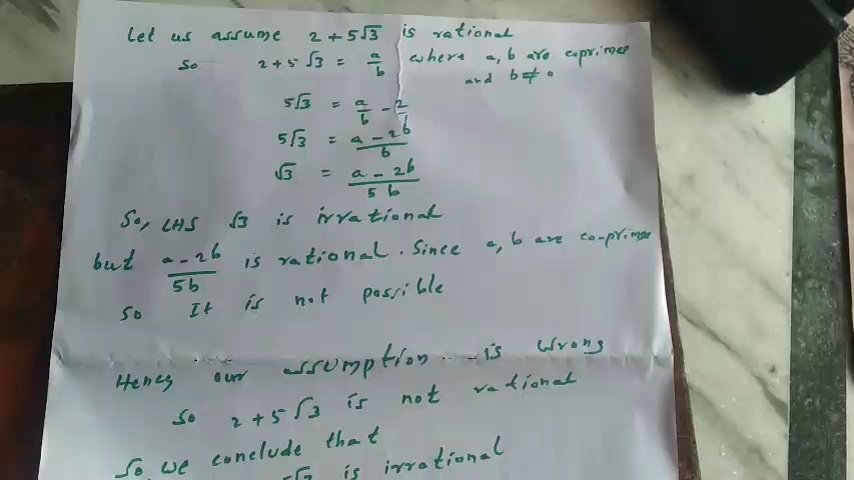 Let us assume 2 + 5√3 is rational
So 2 + 5√3 = a/b where a, b are coprimes
and b ≠ 0
5√3 = a/b - 2/
5√3 = a - 2b/b
√3 = a - 2b/5b
So, LHS √3 is irrational
but a - 2b/5b is rational. Since a, b are co-primes
So It is not possible
Hence our assumption is wrong
So 2 + 5√3 is not rational
So, we conclude that
5√3 is irrational